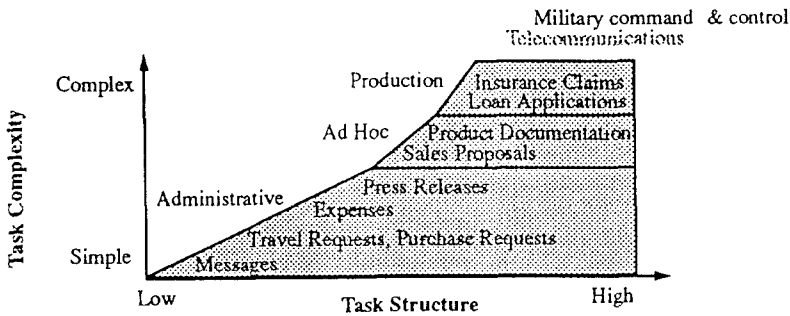 Military command & control
Telecommunications
Complex
Production
Insurance Claims
Loan Applications
Ad Hoc
Product Documentation
Sales Proposals
Administrative
Press Releases
Expenses
Travel Requests, Purchase Requests
Simple
Messages
Low
Task Structure
High
Task Complexity